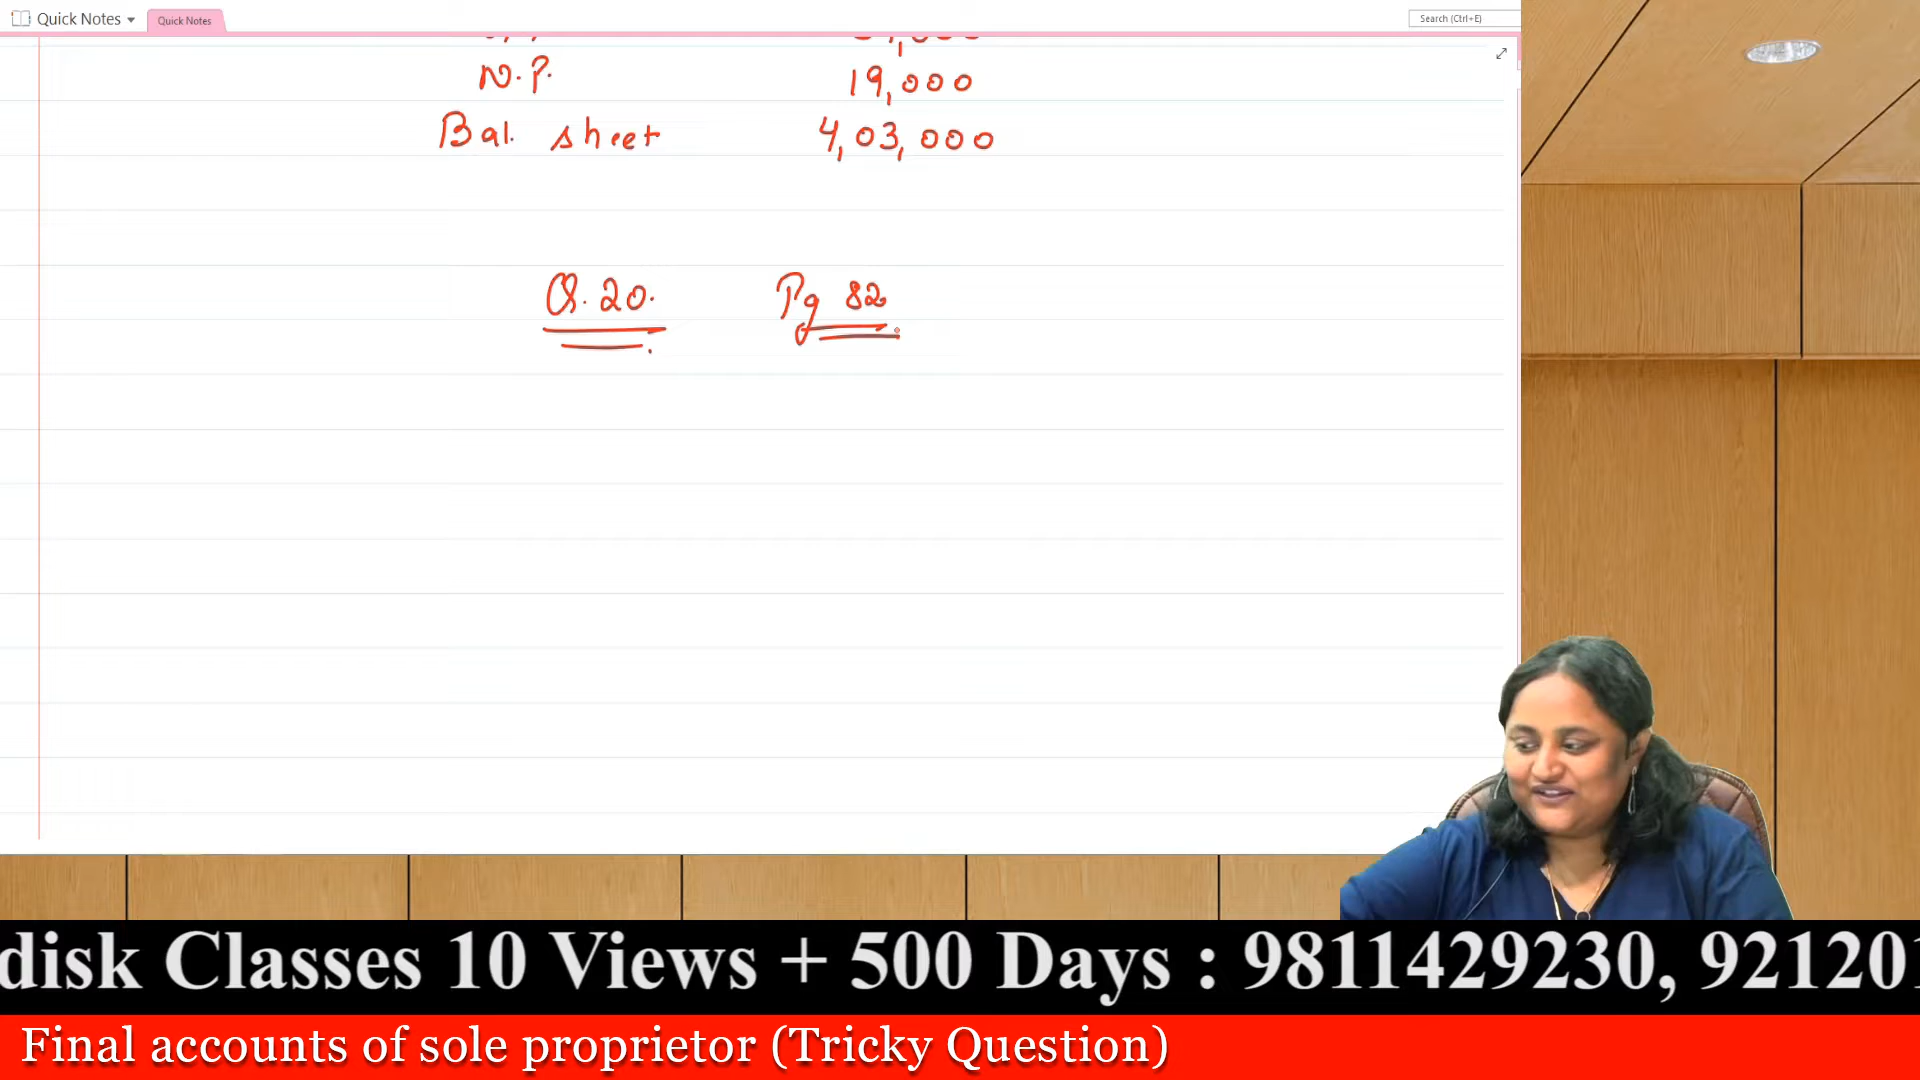 Quick Notes
Quick Notes
Search (Ctrl+E)
N.P. 19,000
Bal. sheet 4,03,000
Q. 20. Pg 82
disk Classes 10 Views + 500 Days : 9811429230, 92120
Final accounts of sole proprietor (Tricky Question)